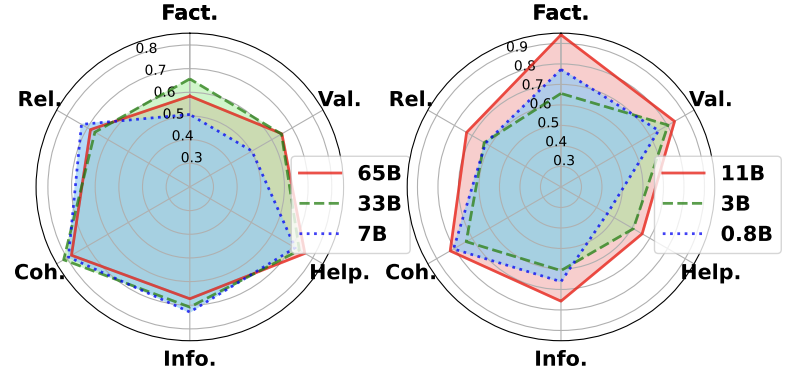 Fact.
0.8
0.7
0.6
0.5
0.4
0.3
Rel.
Val.
Coh.
Help.
Info.
65B
33B
7B
Fact.
0.9
0.8
0.7
0.6
0.5
0.4
0.3
Rel.
Val.
Coh.
Help.
Info.
11B
3B
0.8B